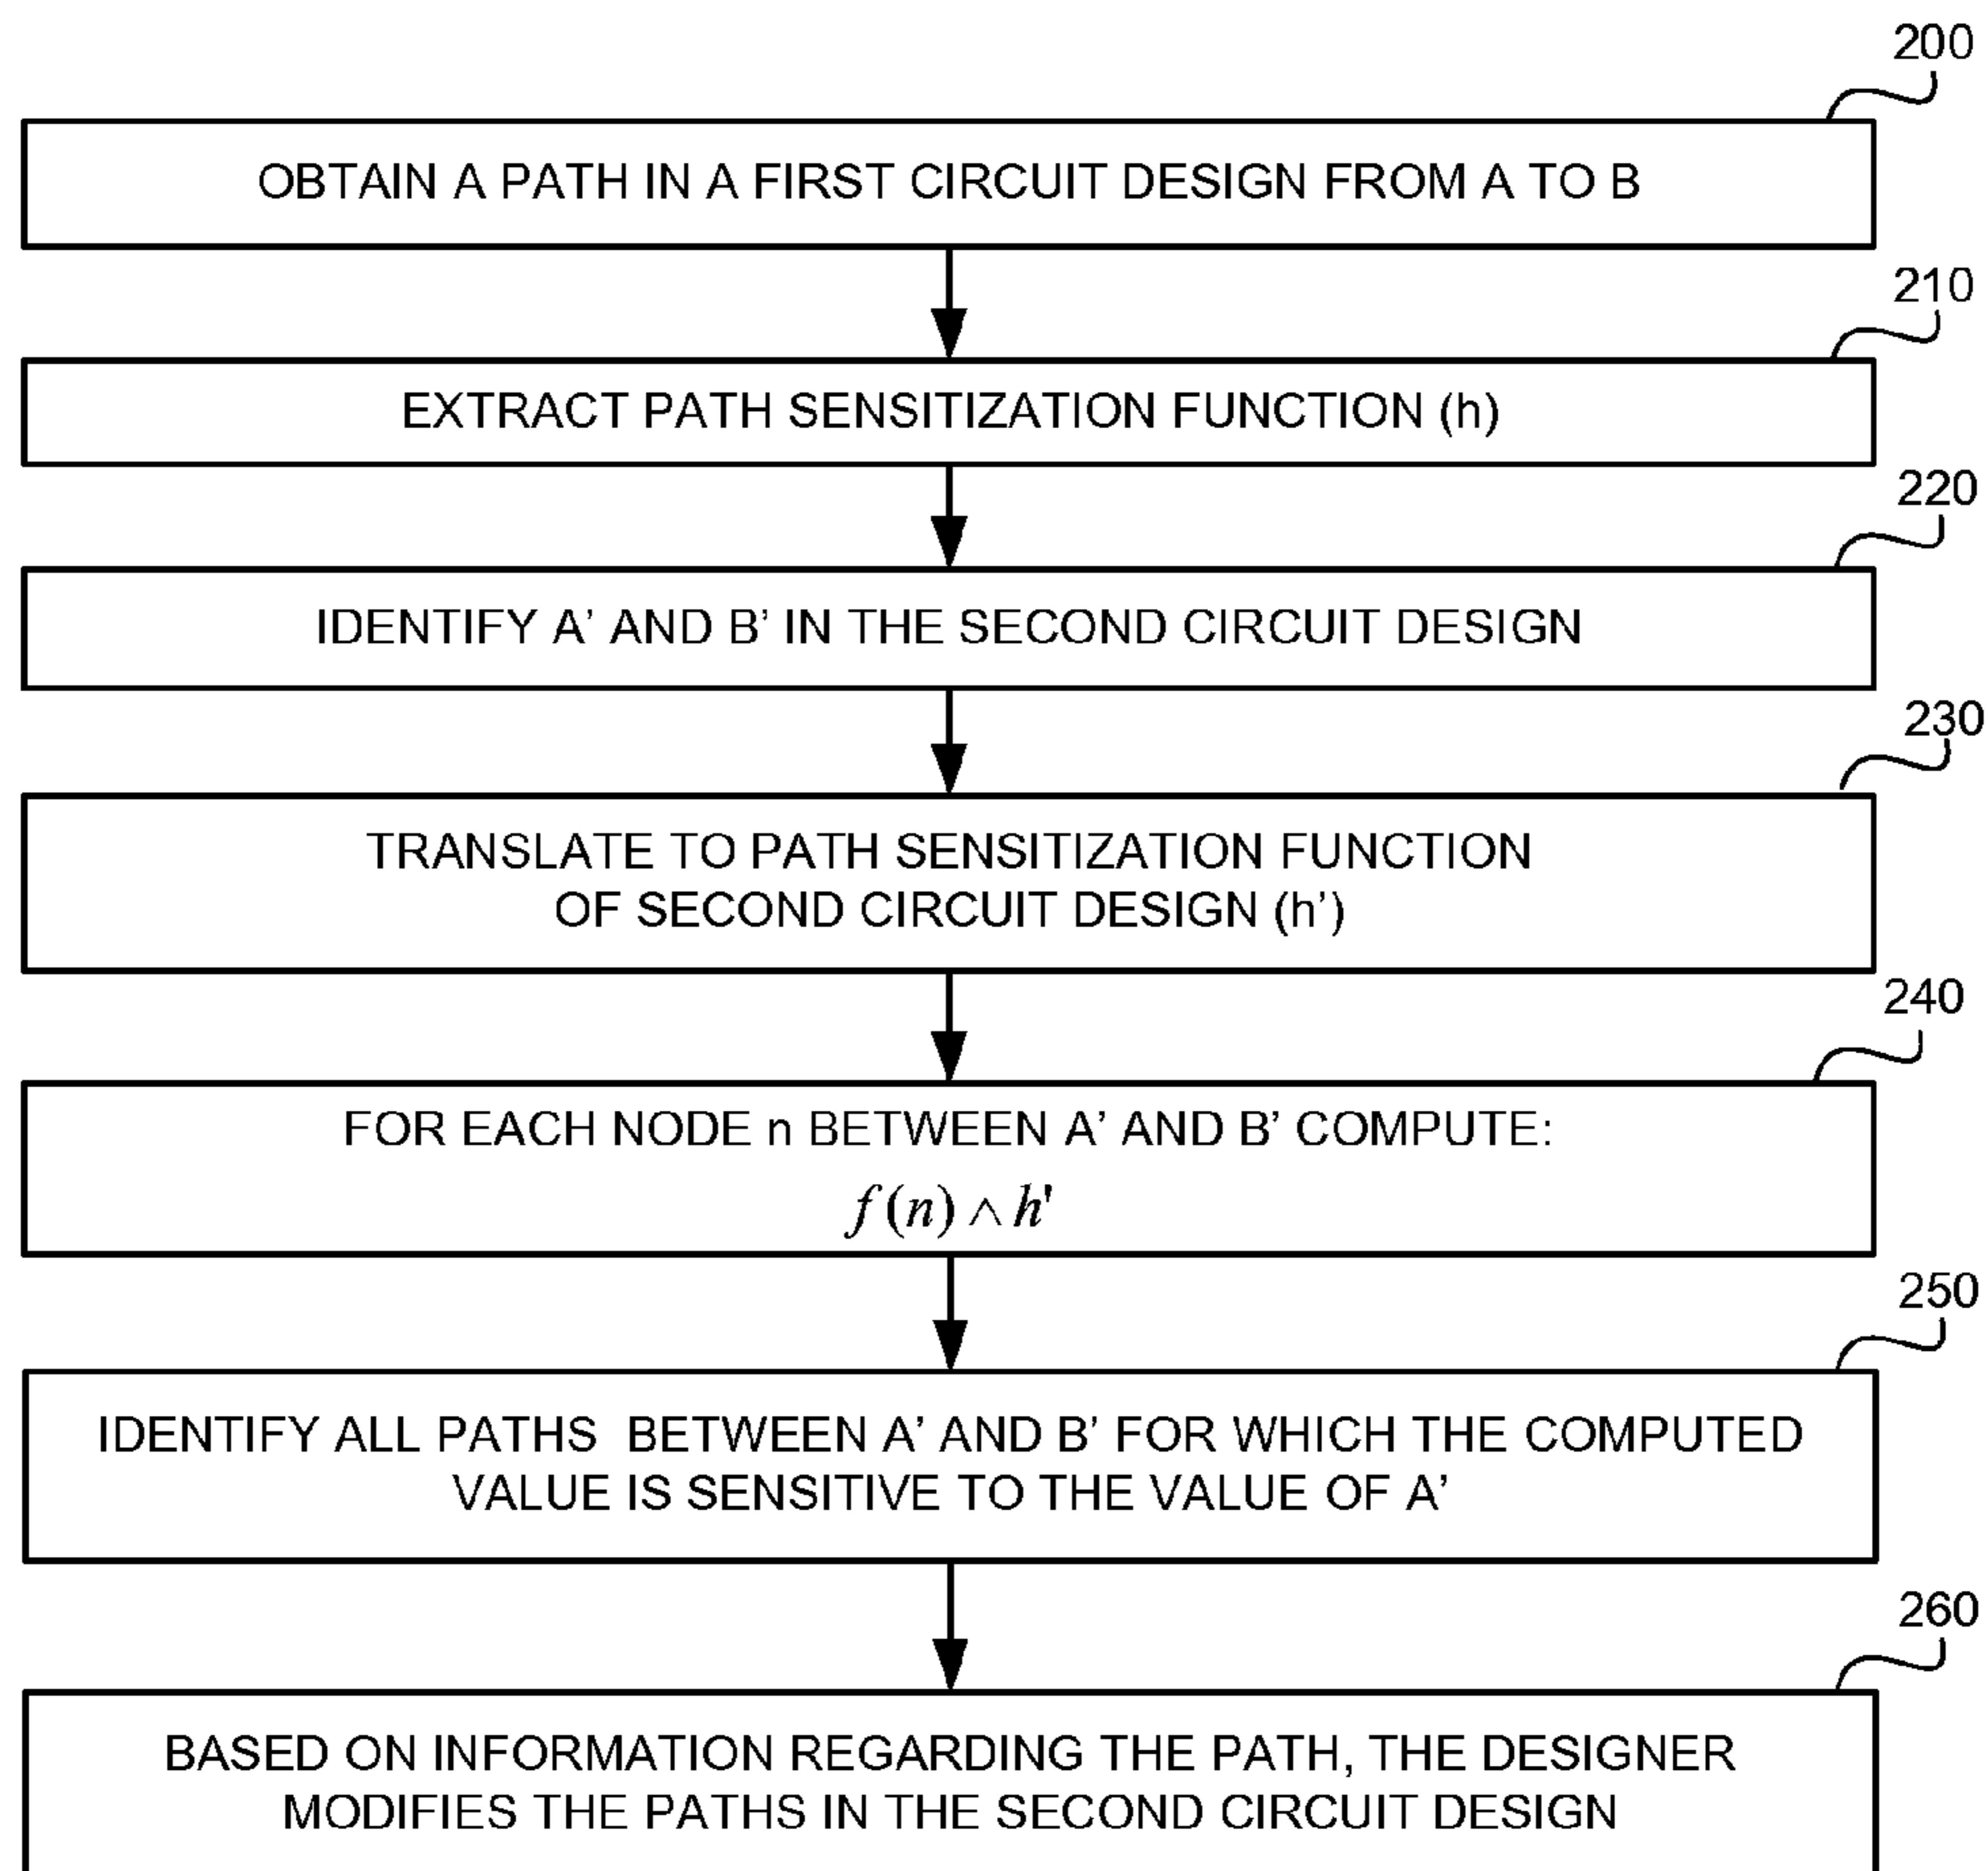 200
OBTAIN A PATH IN A FIRST CIRCUIT DESIGN FROM A TO B
210
EXTRACT PATH SENSITIZATION FUNCTION (h)
220
IDENTIFY A’ AND B’ IN THE SECOND CIRCUIT DESIGN
230
TRANSLATE TO PATH SENSITIZATION FUNCTION
OF SECOND CIRCUIT DESIGN (h’)
240
FOR EACH NODE n BETWEEN A’ AND B’ COMPUTE:
f(n)∧h'
250
IDENTIFY ALL PATHS BETWEEN A’ AND B’ FOR WHICH THE COMPUTED
VALUE IS SENSITIVE TO THE VALUE OF A’
260
BASED ON INFORMATION REGARDING THE PATH, THE DESIGNER
MODIFIES THE PATHS IN THE SECOND CIRCUIT DESIGN